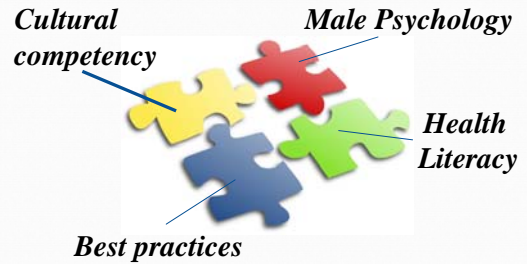 Cultural
competency
Male Psychology
Health
Literacy
Best practices